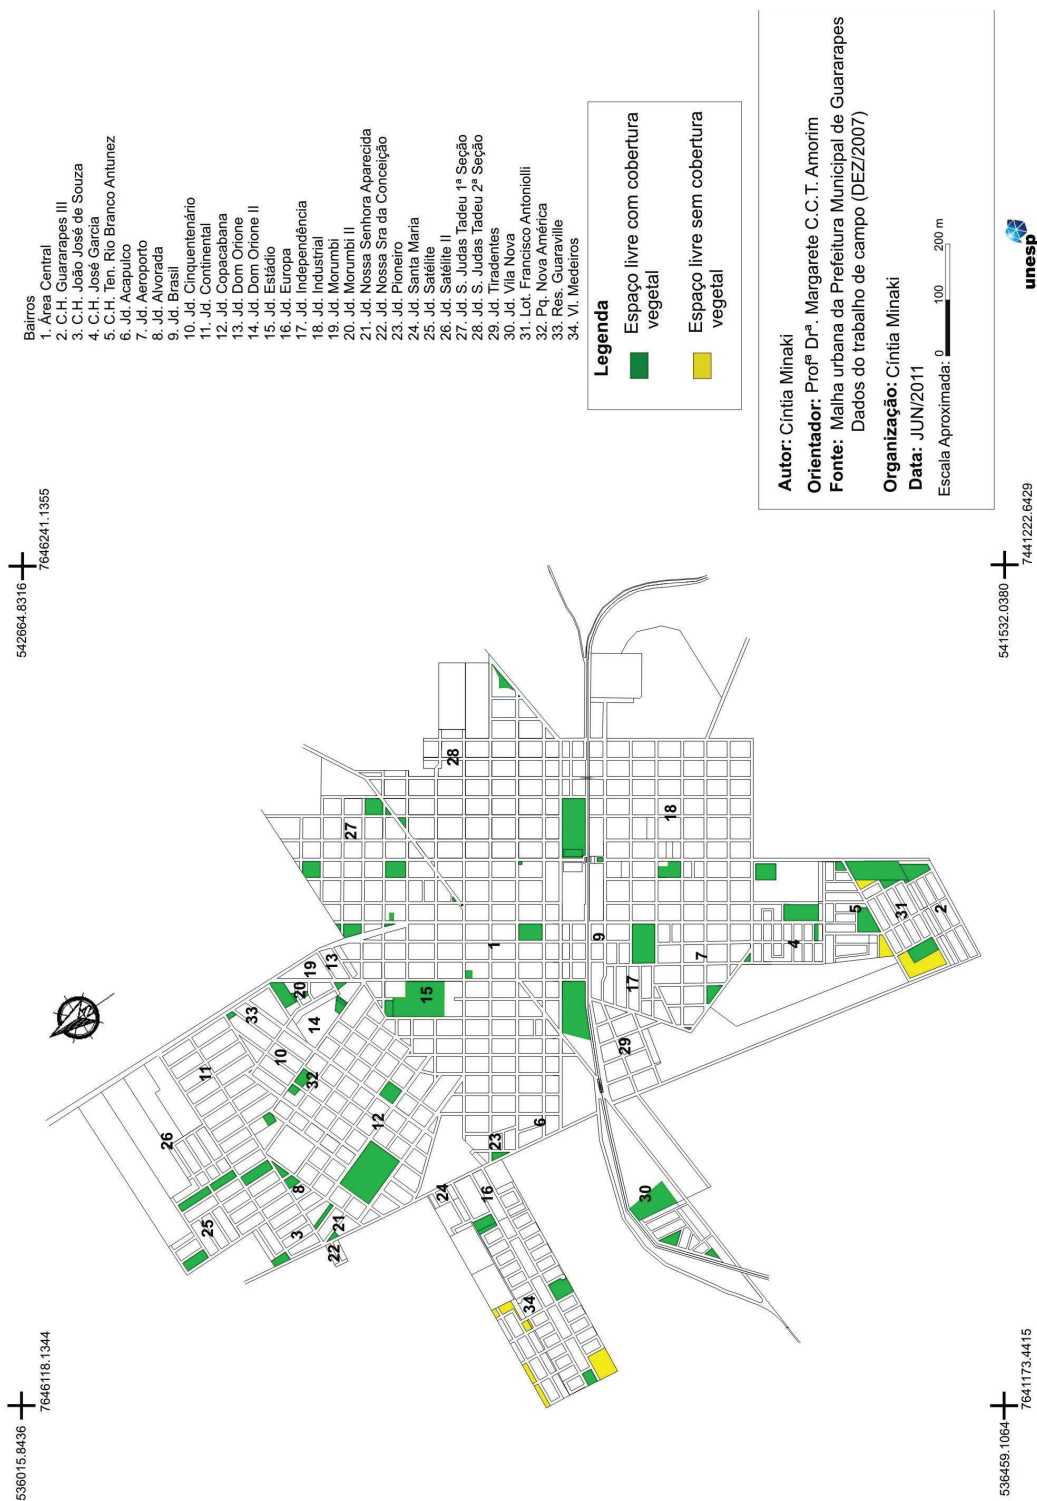 536015.8436
7646118.1344
542664.8316
7646241.1355
536459.1064
7641173.4415
541532.0380
7441222.6429
26
25
11
33
10
20
19
13
14
32
8
3
21
22
12
27
28
15
24
16
23
34
6
1
9
29
17
7
18
30
4
5
31
2
Bairros
1. Área Central
2. C.H. Guararapes III
3. C.H. João José de Souza
4. C.H. José Garcia
5. C.H. Ten. Rio Branco Antunez
6. Jd. Acapulco
7. Jd. Aeroporto
8. Jd. Alvorada
9. Jd. Brasil
10. Jd. Cinquentenário
11. Jd. Continental
12. Jd. Copacabana
13. Jd. Dom Orione
14. Jd. Dom Orione II
15. Jd. Estádio
16. Jd. Europa
17. Jd. Independência
18. Jd. Industrial
19. Jd. Morumbi
20. Jd. Morumbi II
21. Jd. Nossa Senhora Aparecida
22. Jd. Nossa Sra da Conceição
23. Jd. Pioneiro
24. Jd. Santa Maria
25. Jd. Satélite
26. Jd. Satélite II
27. Jd. S. Judas Tadeu 1ª Seção
28. Jd. S. Judas Tadeu 2ª Seção
29. Jd. Tiradentes
30. Jd. Vila Nova
31. Lot. Francisco Antoniolli
32. Pq. Nova América
33. Res. Guaraville
34. Vl. Medeiros
Legenda
Espaço livre com cobertura
vegetal
Espaço livre sem cobertura
vegetal
Autor: Cíntia Minaki
Orientador: Profª Drª. Margarete C.C.T. Amorim
Fonte: Malha urbana da Prefeitura Municipal de Guararapes
Dados do trabalho de campo (DEZ/2007)
Organização: Cíntia Minaki
Data: JUN/2011
Escala Aproximada: 0 100 200 m
unesp